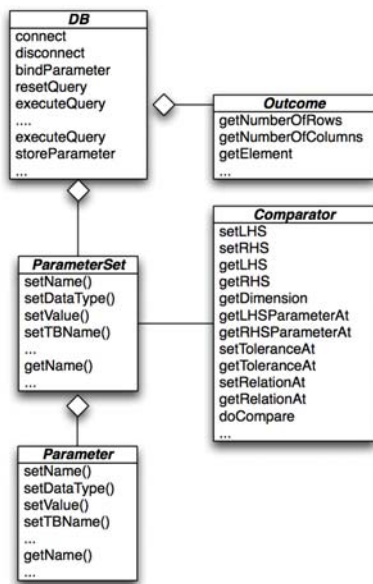 DB
connect
disconnect
bindParameter
resetQuery
executeQuery
....
executeQuery
storeParameter
...
Outcome
getNumberOfRows
getNumberOfColumns
getElement
...
ParameterSet
setName()
setDataType()
setValue()
setTBName()
...
getName()
...
Comparator
setLHS
setRHS
getLHS
getRHS
getDimension
getLHSParameterAt
getRHSParameterAt
setToleranceAt
getToleranceAt
setRelationAt
getRelationAt
doCompare
...
Parameter
setName()
setDataType()
setValue()
setTBName()
...
getName()
...